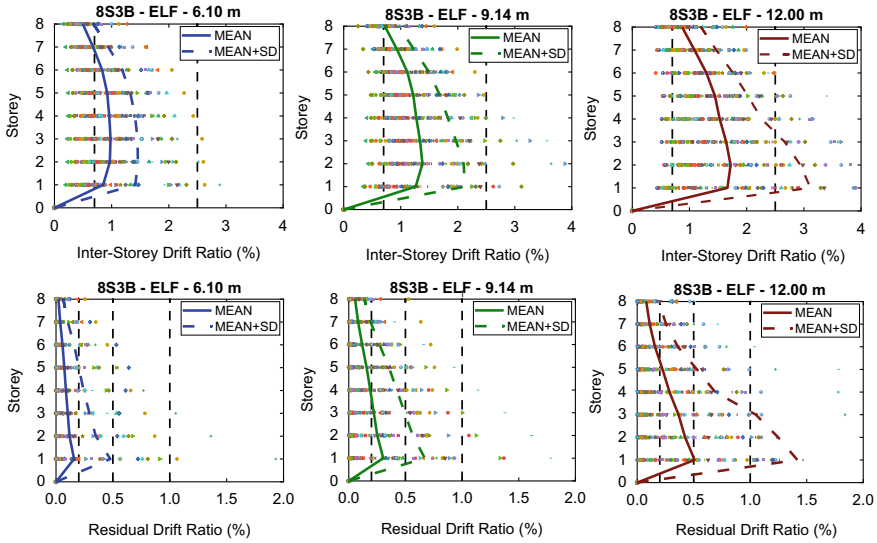 8S3B - ELF - 6.10 m
8
7
6
5
4
3
2
1
0
Storey
MEAN
MEAN+SD
0 1 2 3 4
Inter-Storey Drift Ratio (%)
8S3B - ELF - 9.14 m
8
7
6
5
4
3
2
1
0
Storey
MEAN
MEAN+SD
0 1 2 3 4
Inter-Storey Drift Ratio (%)
8S3B - ELF - 12.00 m
8
7
6
5
4
3
2
1
0
Storey
MEAN
MEAN+SD
0 1 2 3 4
Inter-Storey Drift Ratio (%)
8S3B - ELF - 6.10 m
8
7
6
5
4
3
2
1
0
Storey
MEAN
MEAN+SD
0.0 0.5 1.0 1.5 2.0
Residual Drift Ratio (%)
8S3B - ELF - 9.14 m
8
7
6
5
4
3
2
1
0
Storey
MEAN
MEAN+SD
0.0 0.5 1.0 1.5 2.0
Residual Drift Ratio (%)
8S3B - ELF - 12.00 m
8
7
6
5
4
3
2
1
0
Storey
MEAN
MEAN+SD
0.0 0.5 1.0 1.5 2.0
Residual Drift Ratio (%)